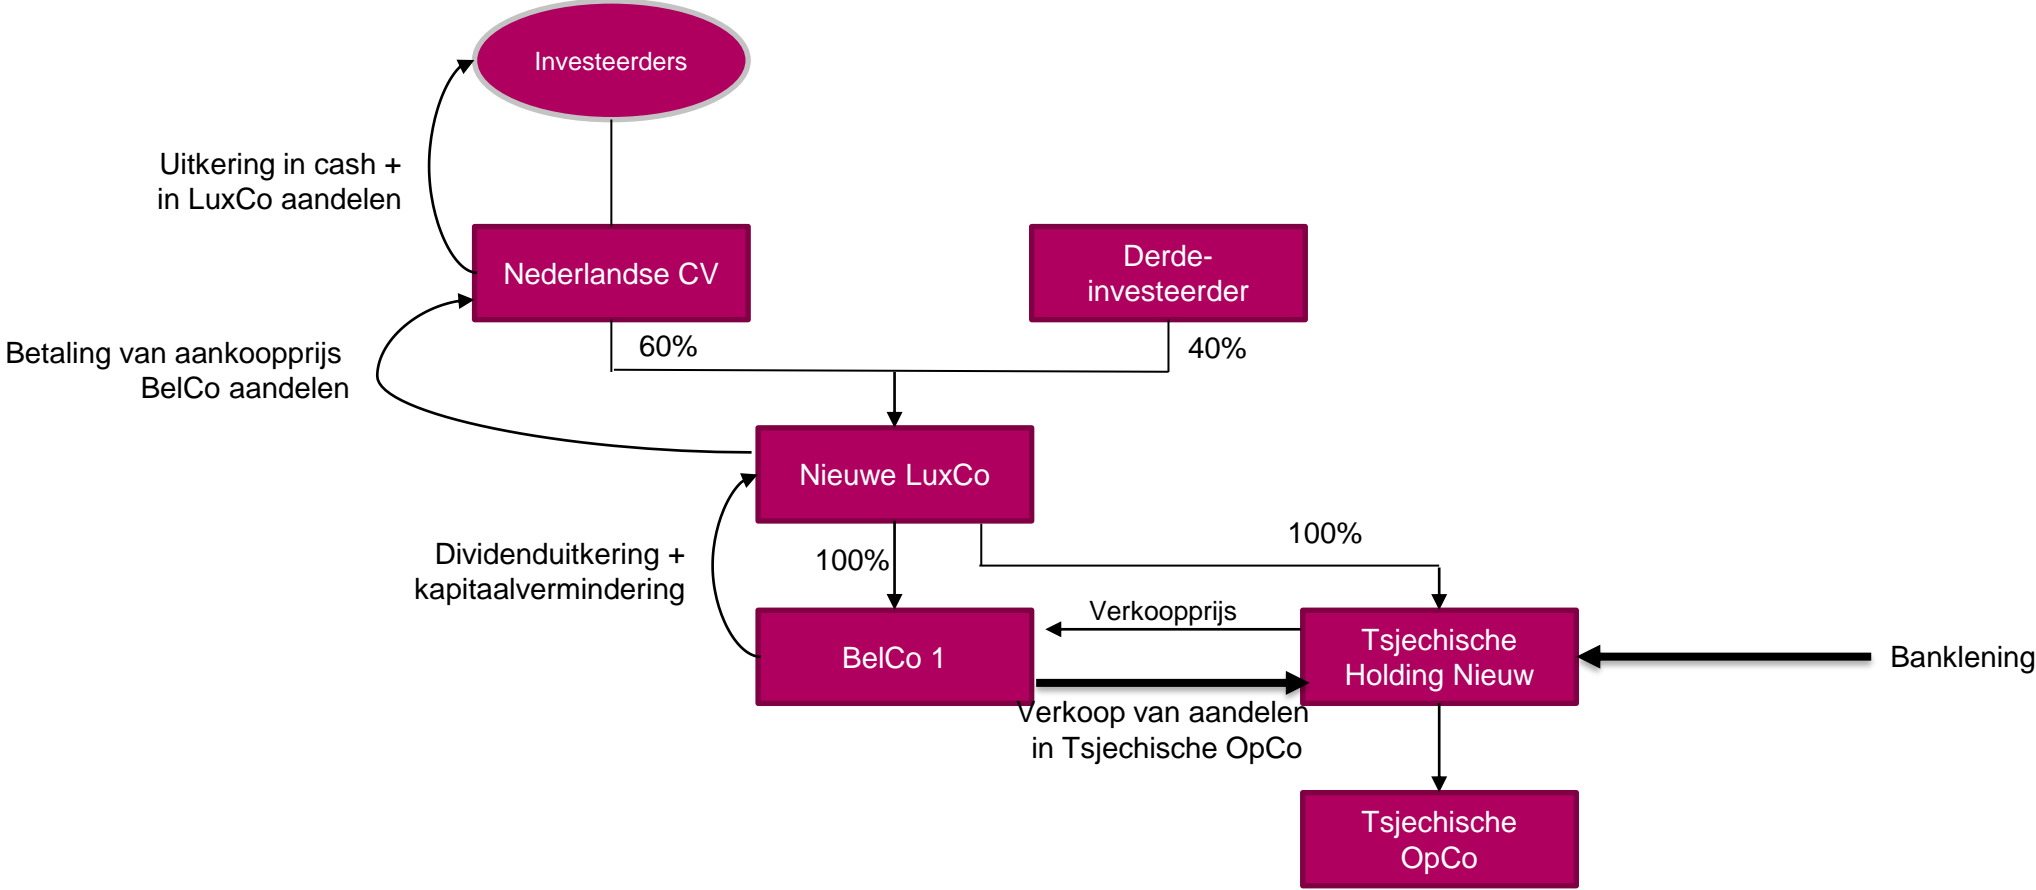 Investeerders
Uitkering in cash +
in LuxCo aandelen
Nederlandse CV
Derde-
investeerder
60%
40%
Betaling van aankoopprijs
BelCo aandelen
Nieuwe LuxCo
100%
100%
Dividenduitkering +
kapitaalvermindering
Verkoopprijs
BelCo 1
Tsjechische
Holding Nieuw
Banklening
Verkoop van aandelen
in Tsjechische OpCo
Tsjechische
OpCo